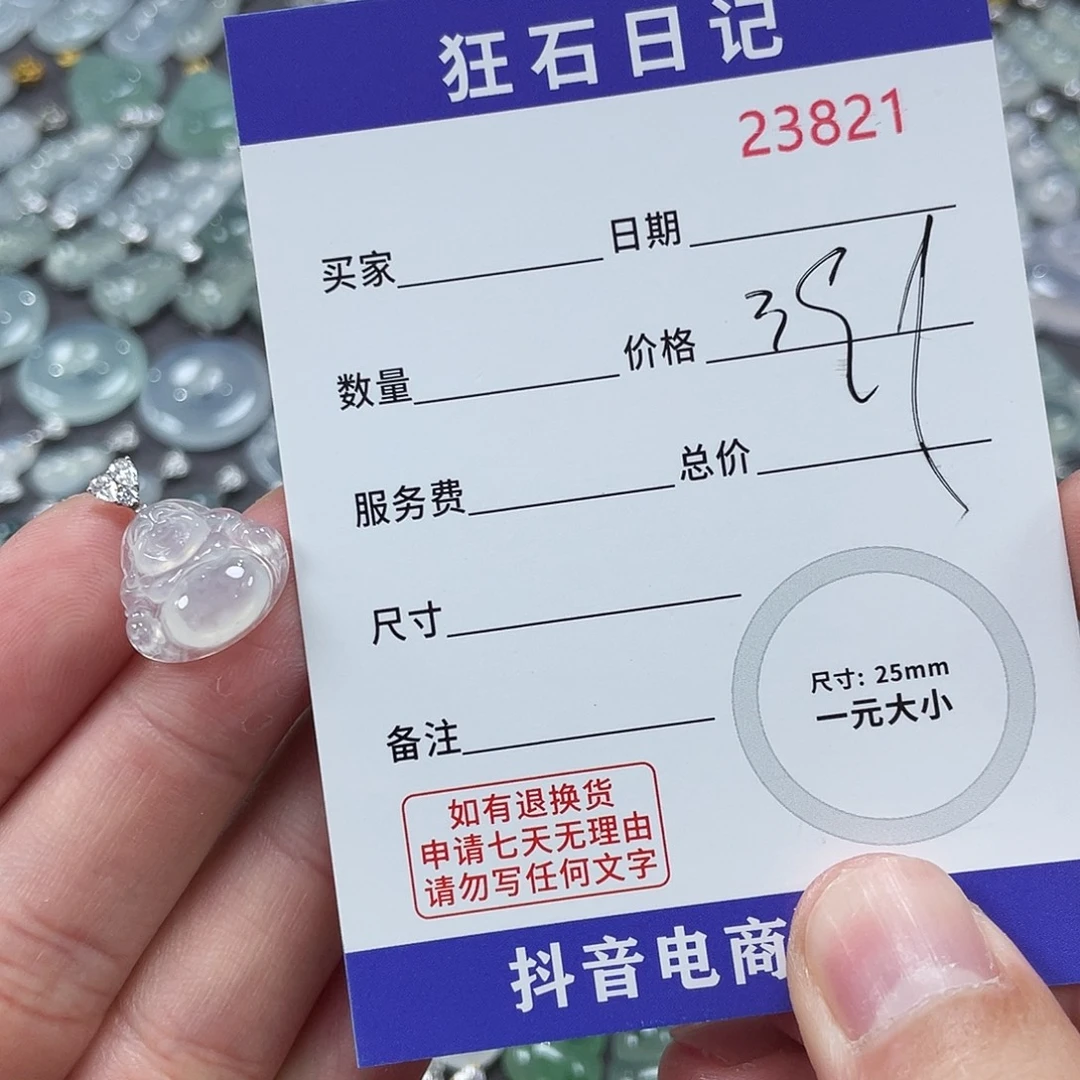 狂石日记
23821
买家 日期
数量 价格
服务费 总价
尺寸
备注
尺寸: 25mm
一元大小
如有退换货
申请七天无理由
请勿写任何文字
抖音电商